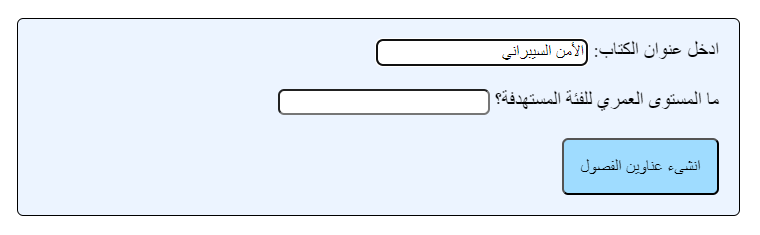 ادخل عنوان الكتاب: الأمن السيبراني
ما المستوى العمري للفئة المستهدفة؟
انشىء عناوين الفصول